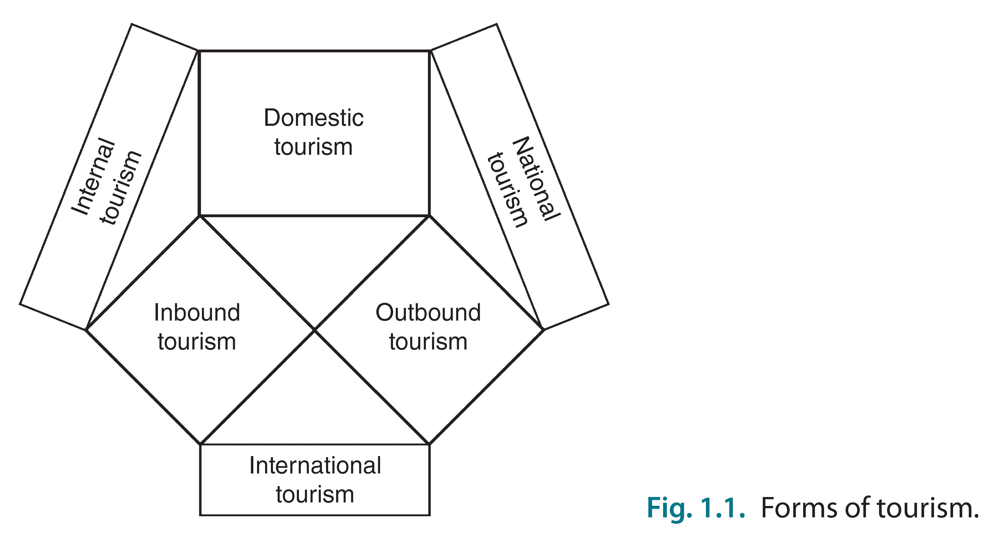 Domestic
tourism
Internal
tourism
National
tourism
Inbound
tourism
Outbound
tourism
International
tourism
Fig. 1.1. Forms of tourism.